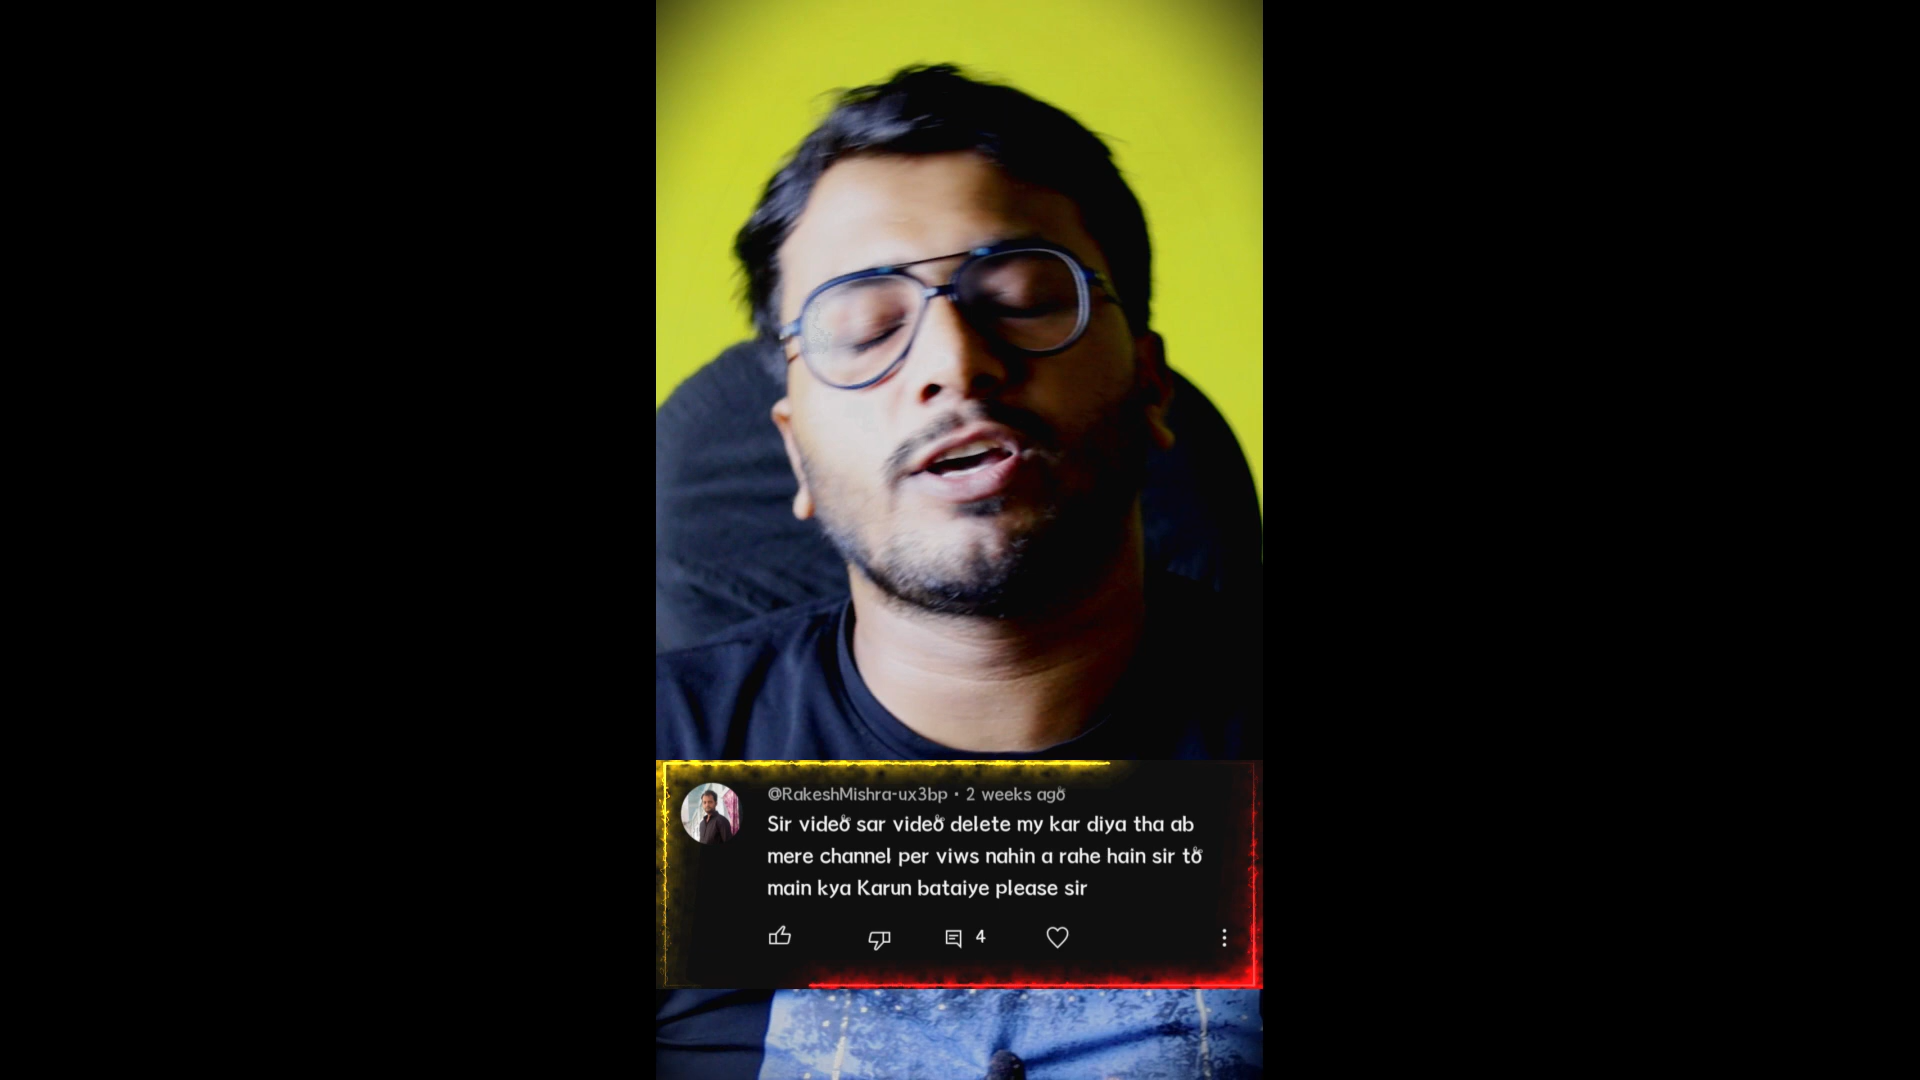 @RakeshMishra-ux3bp • 2 weeks ago
Sir video sar video delete my kar diya tha ab
mere channel per viws nahin a rahe hain sir to
main kya Karun bataiye please sir
4